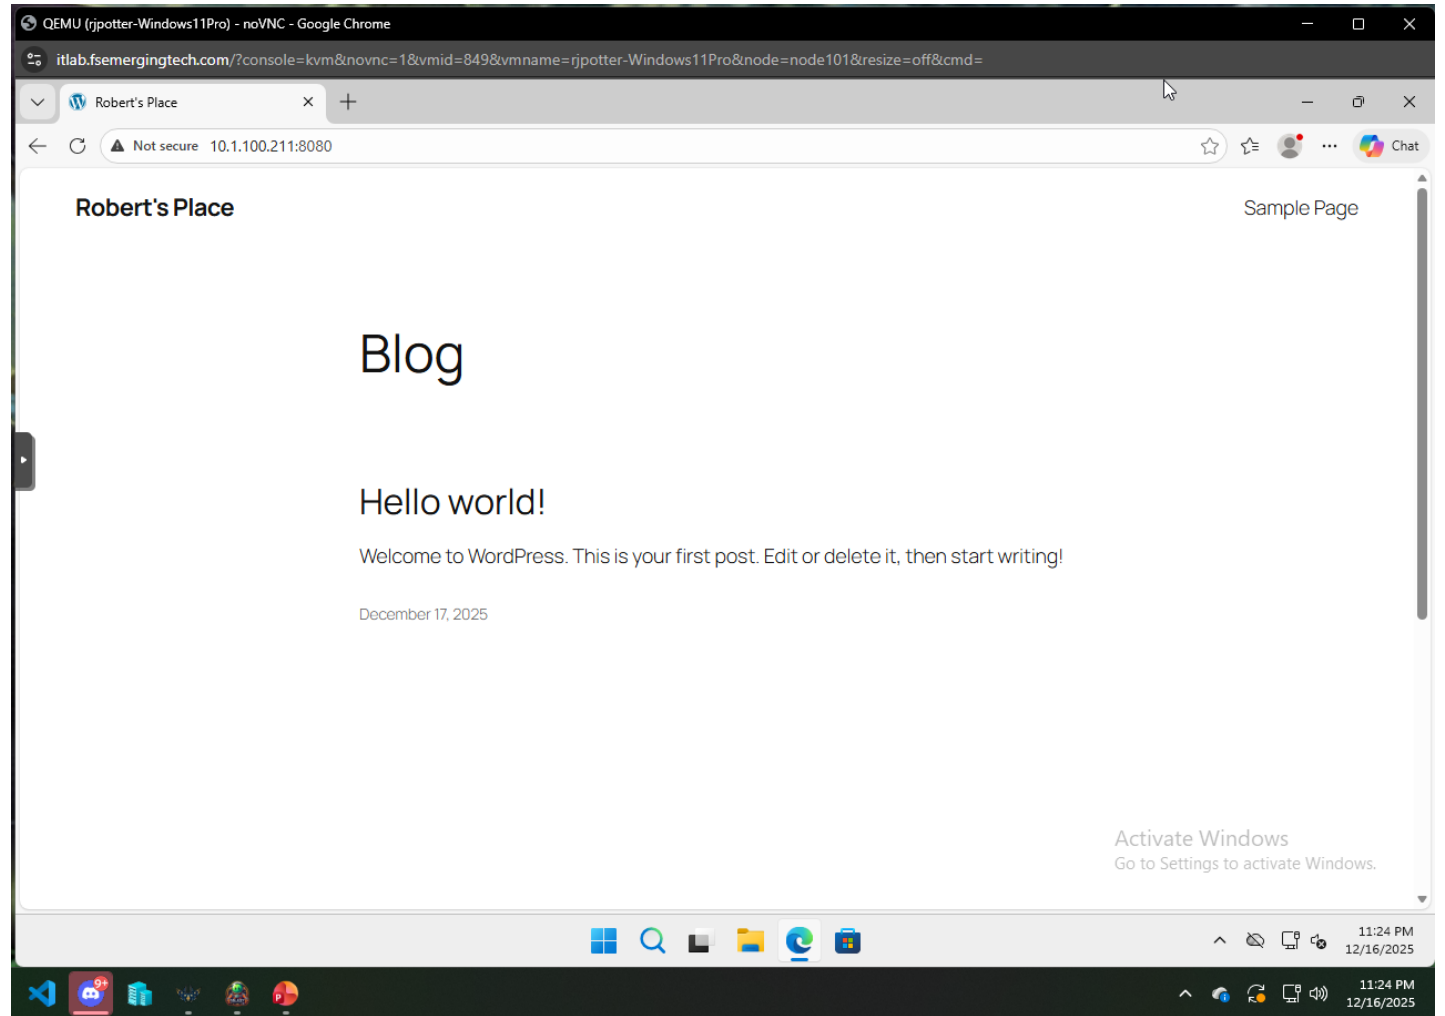 QEMU (rjpotter-Windows11Pro) - noVNC - Google Chrome
itlab.fsemergingtech.com/?console=kvm&novnc=1&vmid=849&vmname=rjpotter-Windows11Pro&node=node101&resize=off&cmd=
Robert's Place
Not secure 10.1.100.211:8080
Chat
Robert's Place
Sample Page
Blog
Hello world!
Welcome to WordPress. This is your first post. Edit or delete it, then start writing!
December 17, 2025
Activate Windows
Go to Settings to activate Windows.
11:24 PM
12/16/2025
9+
P
11:24 PM
12/16/2025